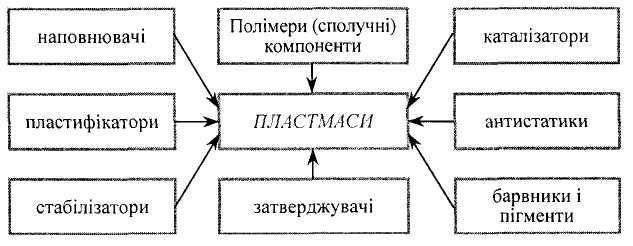 наповнювачі
Полімери (сполучні)
компоненти
каталізатори
пластифікатори
ПЛАСТМАСИ
антистатики
стабілізатори
затверджувачі
барвники і
пігменти